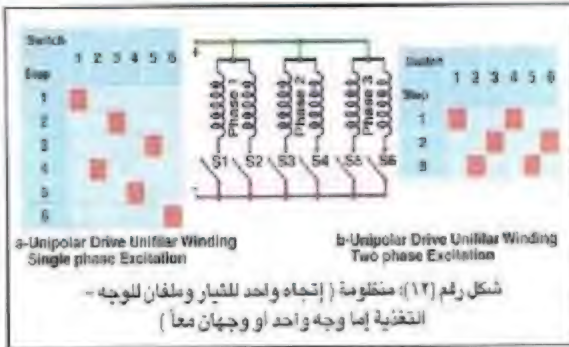 Switch
1 2 3 4 5 6
Step
1
2
3
4
5
6
a-Unipolar Drive Unifilar Winding
Single phase Excitation
+
Phase 1
Phase 2
Phase 3
S1 S2 S3 S4 S5 S6
-
Switch
1 2 3 4 5 6
Step
1
2
3
b-Unipolar Drive Unifilar Winding
Two phase Excitation
شكل رقم (١٢): منظومة ( إتجاه واحد للتيار وملفان للوجه -
التغذية إما وجه واحد او وجهان معاً )